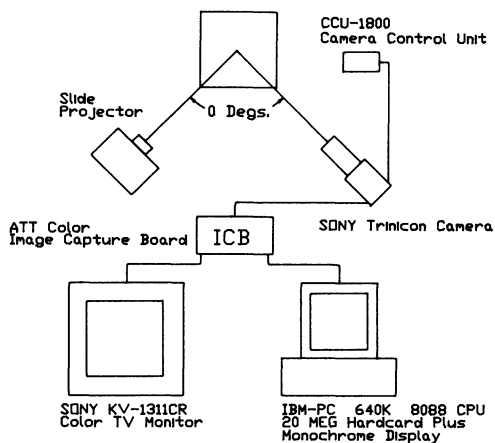 CCU-1800
Camera Control Unit
Slide
Projector
0 Degs.
ATT Color
Image Capture Board
ICB
SONY Trinicon Camera
SONY KV-1311CR
Color TV Monitor
IBM-PC 640K 8088 CPU
20 MEG Hardcard Plus
Monochrome Display